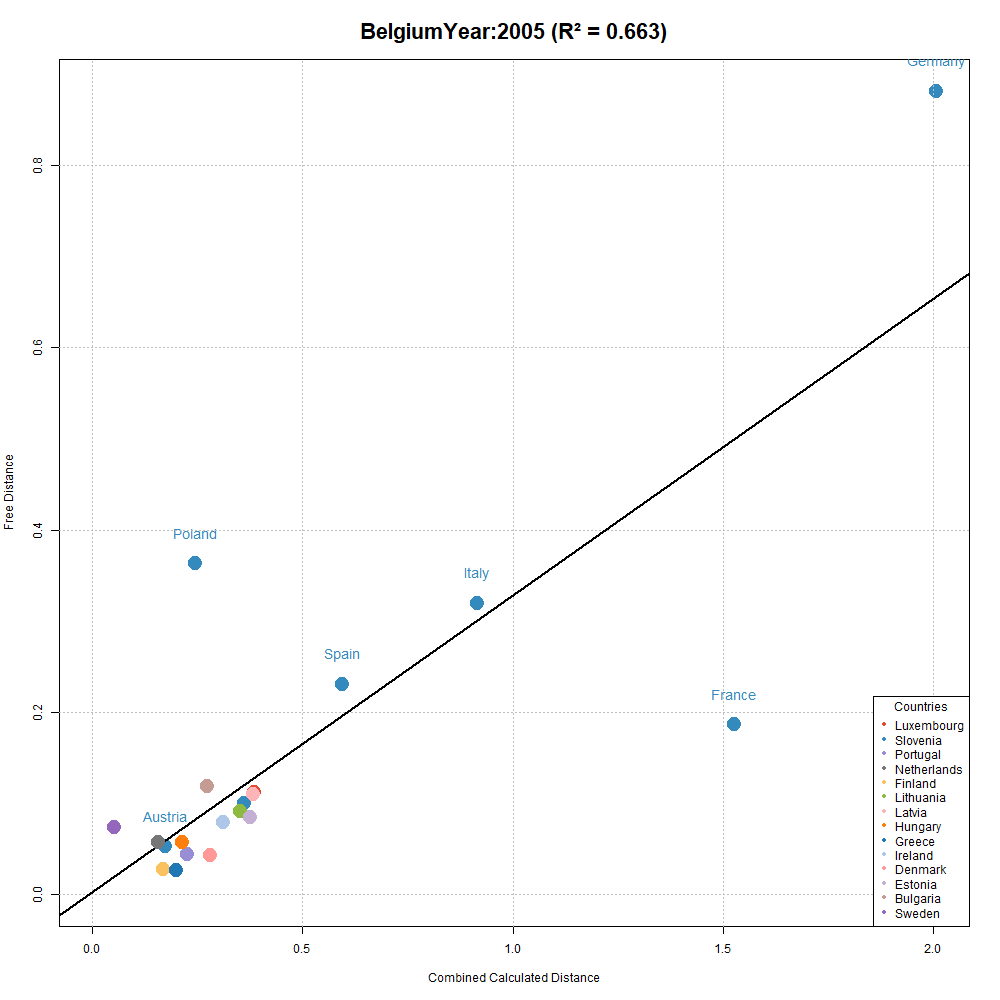 BelgiumYear:2005 (R² = 0.663)
Germany
0.8
0.6
Free Distance
0.4
Poland
Italy
Spain
France
0.2
Countries
Luxembourg
Slovenia
Portugal
Netherlands
Finland
Lithuania
Latvia
Hungary
Greece
Ireland
Denmark
Estonia
Bulgaria
Sweden
Austria
0.0
0.0 0.5 1.0 1.5 2.0
Combined Calculated Distance